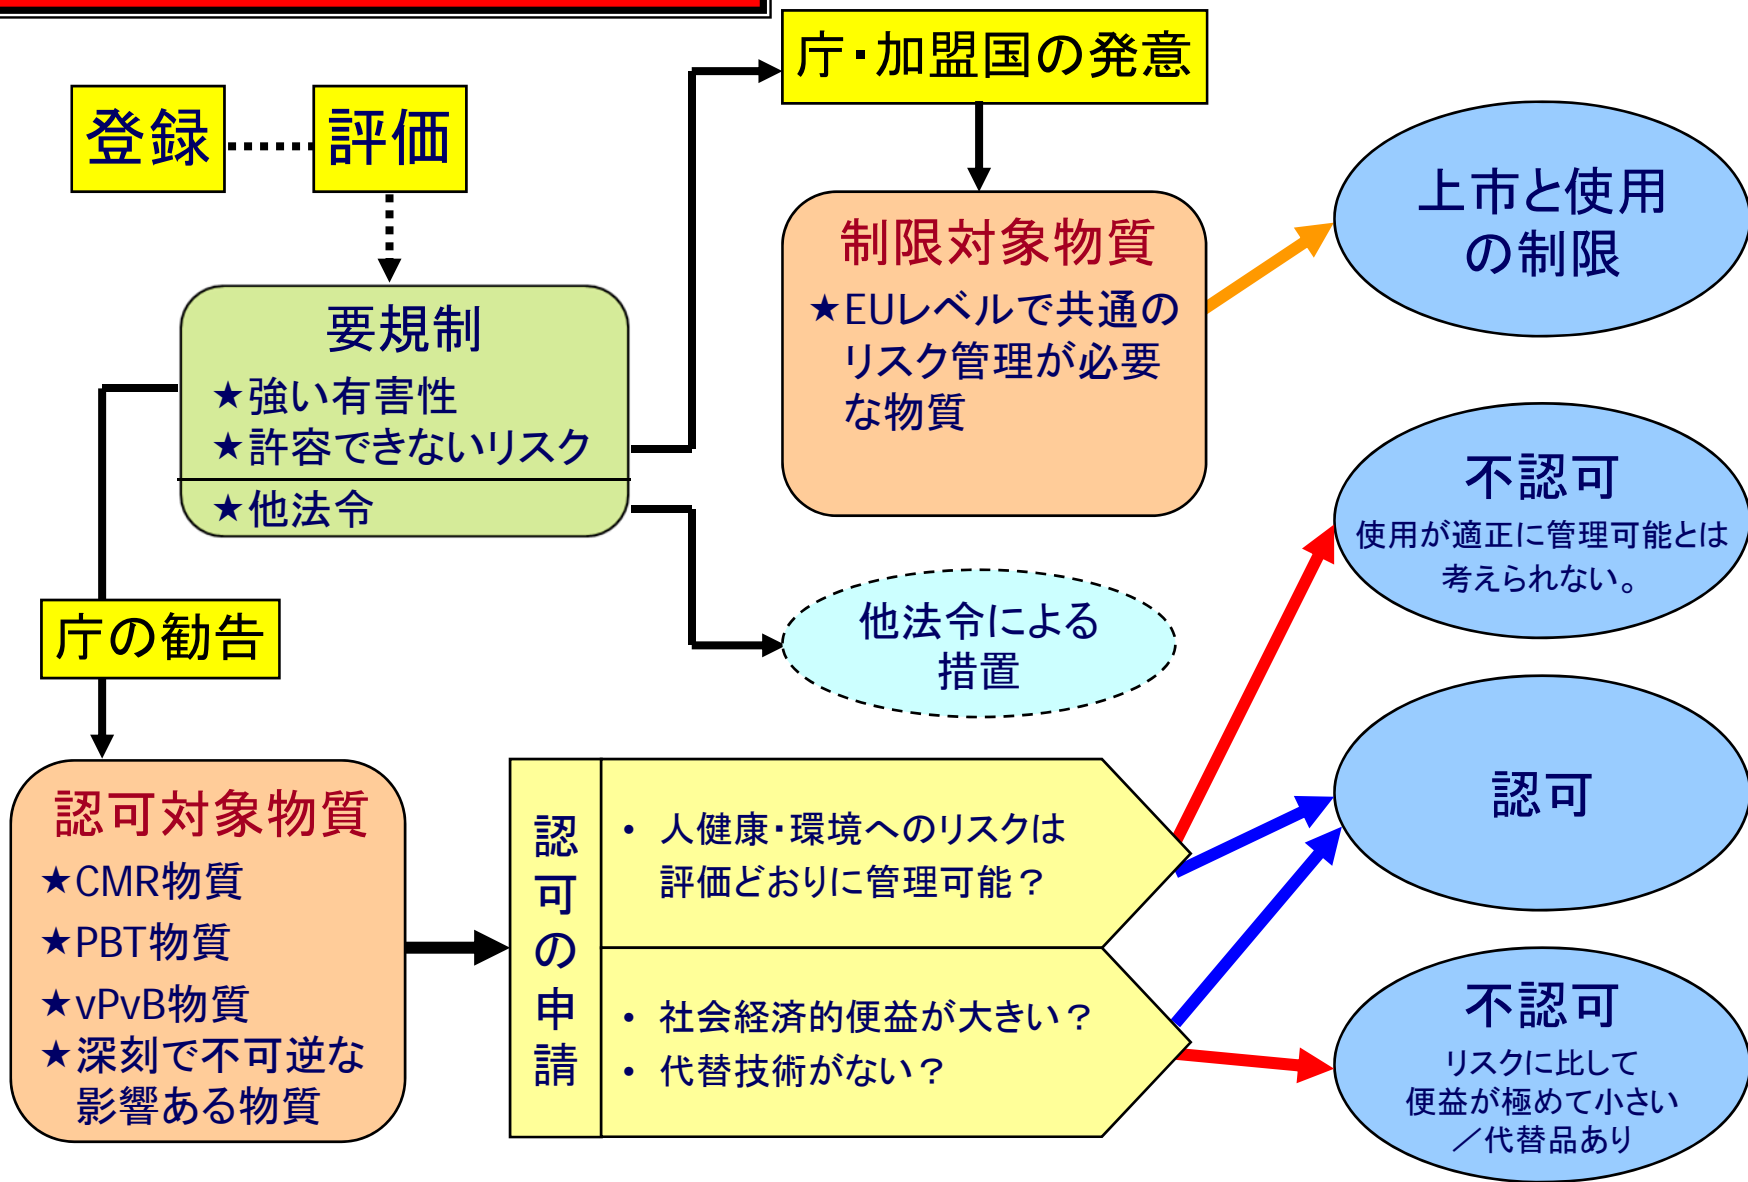 庁・加盟国の発意
登録
評価
要規制
★強い有害性
★許容できないリスク
★他法令
制限対象物質
★EUレベルで共通の
リスク管理が必要
な物質
上市と使用
の制限
不認可
使用が適正に管理可能とは
考えられない。
庁の勧告
他法令による
措置
認可対象物質
★CMR物質
★PBT物質
★vPvB物質
★深刻で不可逆な
影響ある物質
認可の申請
• 人健康・環境へのリスクは
評価どおりに管理可能？
• 社会経済的便益が大きい？
• 代替技術がない？
認可
不認可
リスクに比して
便益が極めて小さい
／代替品あり